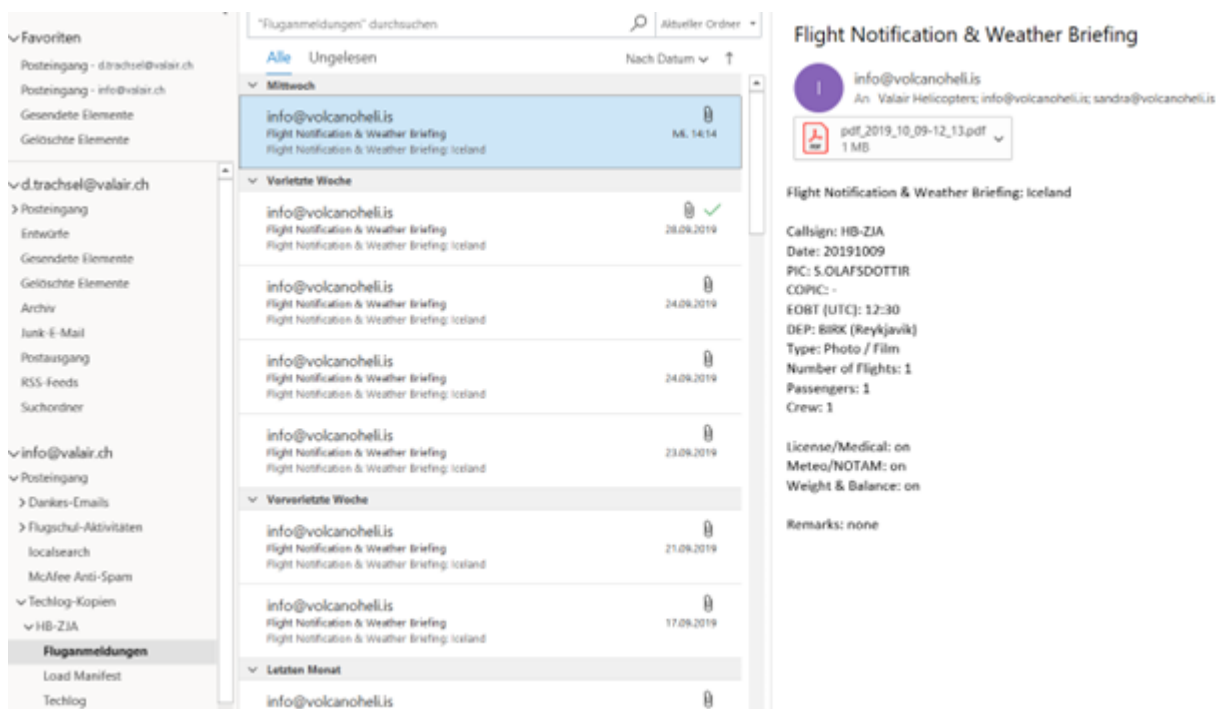 Favoriten
Posteingang - d.trachsel@valair.ch
Posteingang - info@valair.ch
Gesendete Elemente
Gelöschte Elemente
d.trachsel@valair.ch
Posteingang
Entwürfe
Gesendete Elemente
Gelöschte Elemente
Archiv
Junk-E-Mail
Postausgang
RSS-Feeds
Suchordner
info@valair.ch
Posteingang
Dankes-Emails
Flugschul-Aktivitäten
localsearch
McAfee Anti-Spam
Techlog-Kopien
HB-ZJA
Fluganmeldungen
Load Manifest
Techlog
"Fluganmeldungen" durchsuchen
Aktueller Ordner
Alle Ungelesen
Nach Datum
Mittwoch
info@volcanoheli.is
Flight Notification & Weather Briefing Mi. 14:14
Flight Notification & Weather Briefing: Iceland
Vorletzte Woche
info@volcanoheli.is
Flight Notification & Weather Briefing 28.09.2019
Flight Notification & Weather Briefing: Iceland
info@volcanoheli.is
Flight Notification & Weather Briefing 24.09.2019
Flight Notification & Weather Briefing: Iceland
info@volcanoheli.is
Flight Notification & Weather Briefing 24.09.2019
Flight Notification & Weather Briefing: Iceland
info@volcanoheli.is
Flight Notification & Weather Briefing 23.09.2019
Flight Notification & Weather Briefing: Iceland
Vorvorletzte Woche
info@volcanoheli.is
Flight Notification & Weather Briefing 21.09.2019
Flight Notification & Weather Briefing: Iceland
info@volcanoheli.is
Flight Notification & Weather Briefing 17.09.2019
Flight Notification & Weather Briefing: Iceland
Letzten Monat
info@volcanoheli.is
Flight Notification & Weather Briefing
I
info@volcanoheli.is
An Valair Helicopters; info@volcanoheli.is; sandra@volcanoheli.is
PDF
pdf_2019_10_09-12_13.pdf
1 MB
Flight Notification & Weather Briefing: Iceland
Callsign: HB-ZJA
Date: 20191009
PIC: S.OLAFSDOTTIR
COPIC: -
EOBT (UTC): 12:30
DEP: BIRK (Reykjavik)
Type: Photo / Film
Number of Flights: 1
Passengers: 1
Crew: 1
License/Medical: on
Meteo/NOTAM: on
Weight & Balance: on
Remarks: none